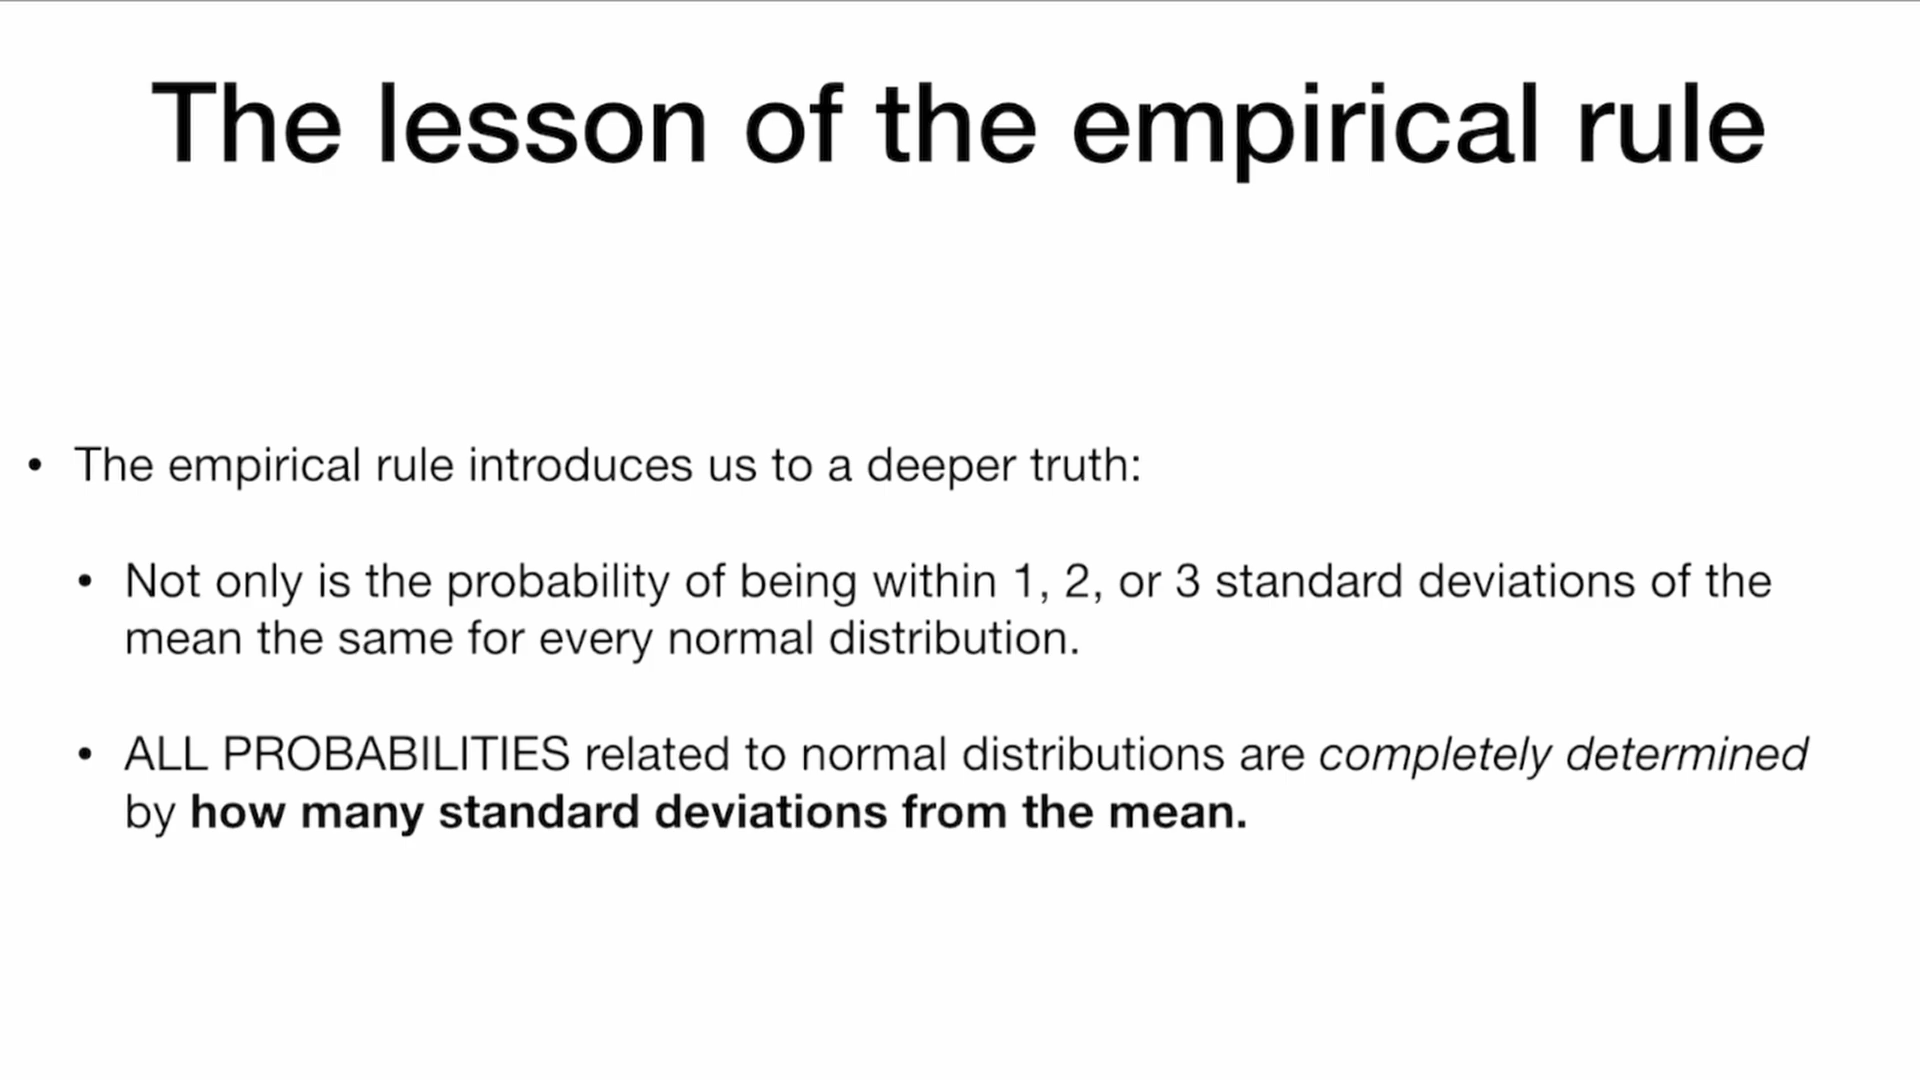 The lesson of the empirical rule
• The empirical rule introduces us to a deeper truth:
• Not only is the probability of being within 1, 2, or 3 standard deviations of the
mean the same for every normal distribution.
• ALL PROBABILITIES related to normal distributions are completely determined
by how many standard deviations from the mean.